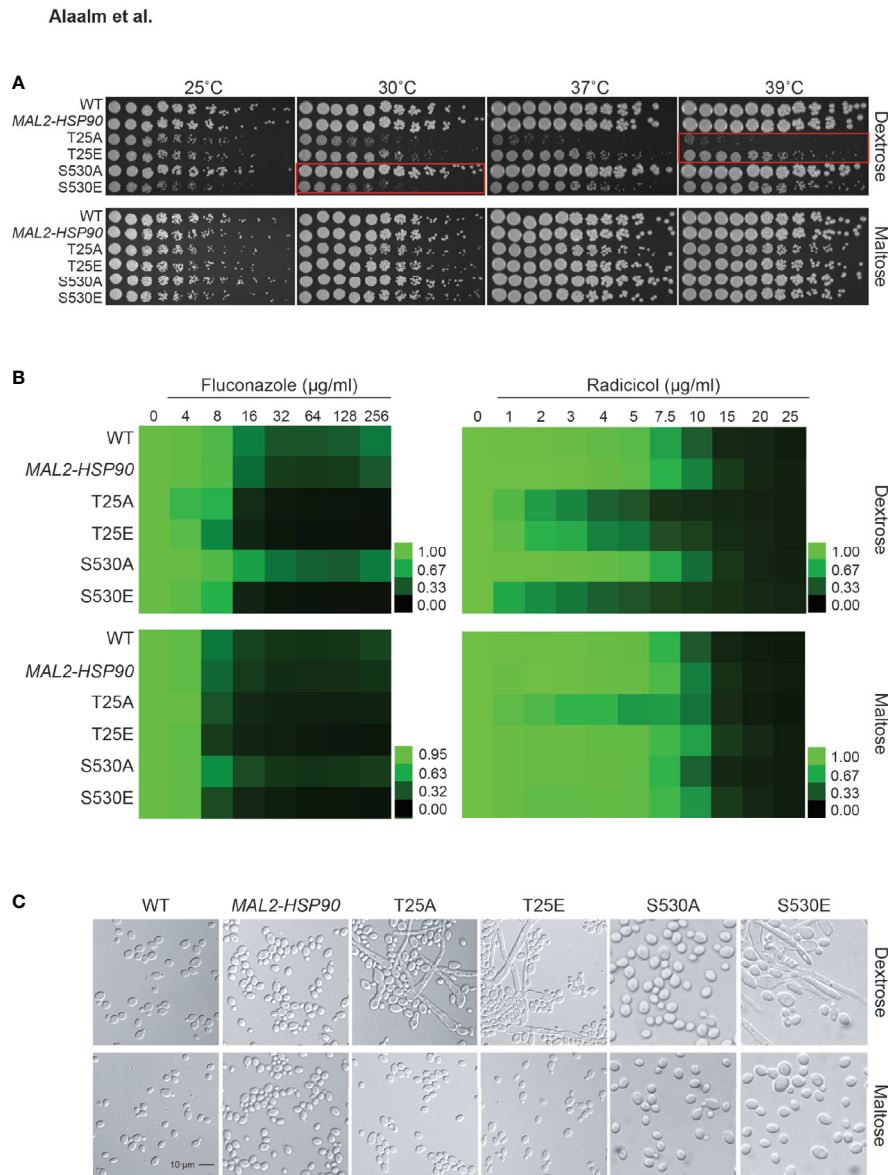 Alaalm et al.
A
25°C 30°C 37°C 39°C
WT
MAL2-HSP90
T25A
T25E
S530A
S530E
Dextrose
WT
MAL2-HSP90
T25A
T25E
S530A
S530E
Maltose
B
Fluconazole (µg/ml) Radicicol (µg/ml)
0 4 8 16 32 64 128 256 0 1 2 3 4 5 7.5 10 15 20 25
WT
MAL2-HSP90
T25A
T25E
S530A
S530E
1.00
0.67
0.33
0.00
1.00
0.67
0.33
0.00
Dextrose
WT
MAL2-HSP90
T25A
T25E
S530A
S530E
0.95
0.63
0.32
0.00
1.00
0.67
0.33
0.00
Maltose
C
WT MAL2-HSP90 T25A T25E S530A S530E
Dextrose
Maltose
10 µm